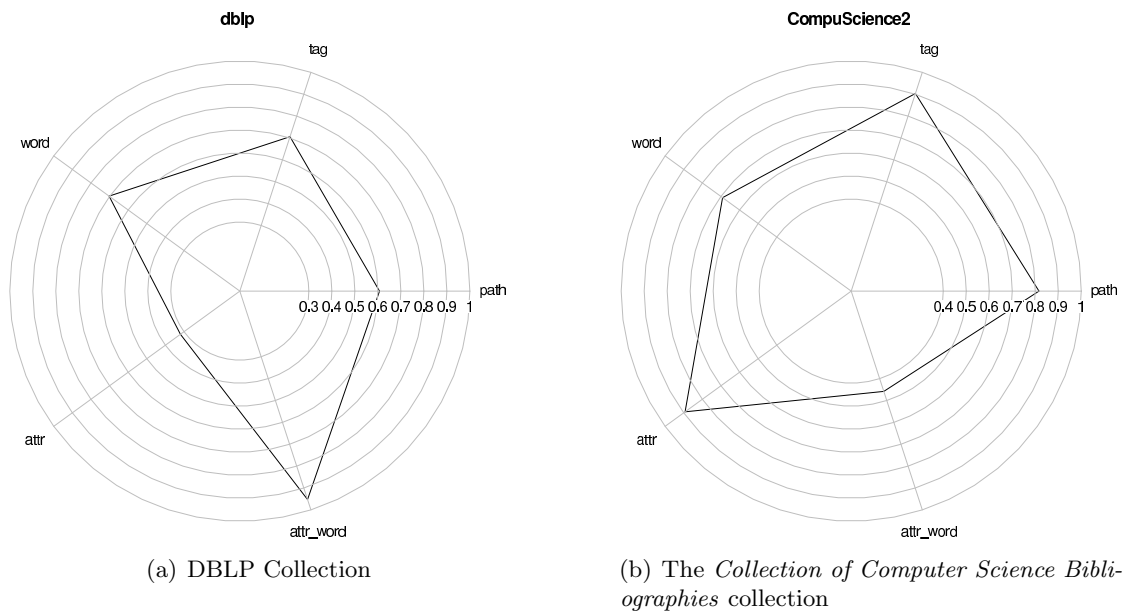 dblp
tag
word
0.3 0.4 0.5 0.6 0.7 0.8 0.9 1
path
attr
attr_word
(a) DBLP Collection
CompuScience2
tag
word
0.4 0.5 0.6 0.7 0.8 0.9 1
path
attr
attr_word
(b) The Collection of Computer Science Bibli-
ographies collection